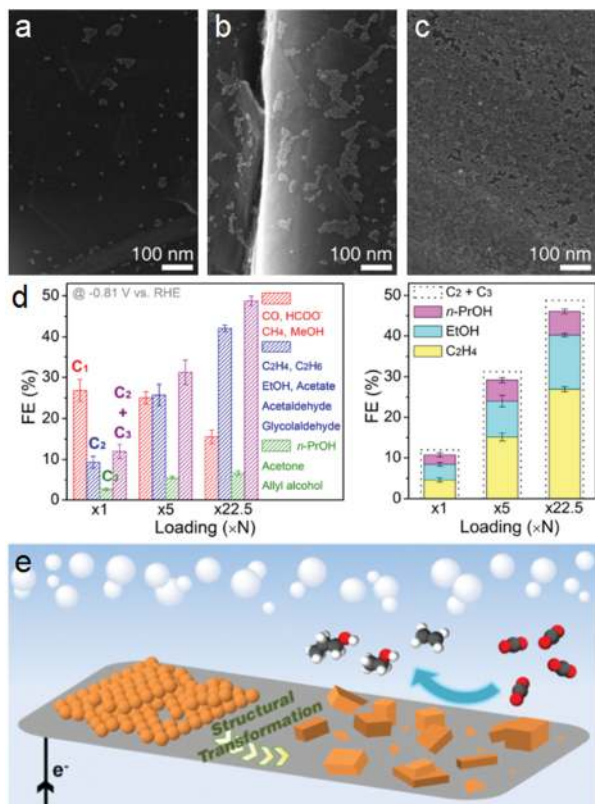 a
b
c
100 nm
100 nm
100 nm
d
@ -0.81 V vs. RHE
FE (%)
50
40
30
20
10
0
C₁
C₂
C₃
C₂
+
C₃
CO, HCOO⁻
CH₄, MeOH
C₂H₄, C₂H₆
EtOH, Acetate
Acetaldehyde
Glycolaldehyde
n-PrOH
Acetone
Allyl alcohol
x1
x5
x22.5
Loading (×N)
FE (%)
50
40
30
20
10
0
C₂ + C₃
n-PrOH
EtOH
C₂H₄
x1
x5
x22.5
Loading (×N)
e
Structural
Transformation
e⁻